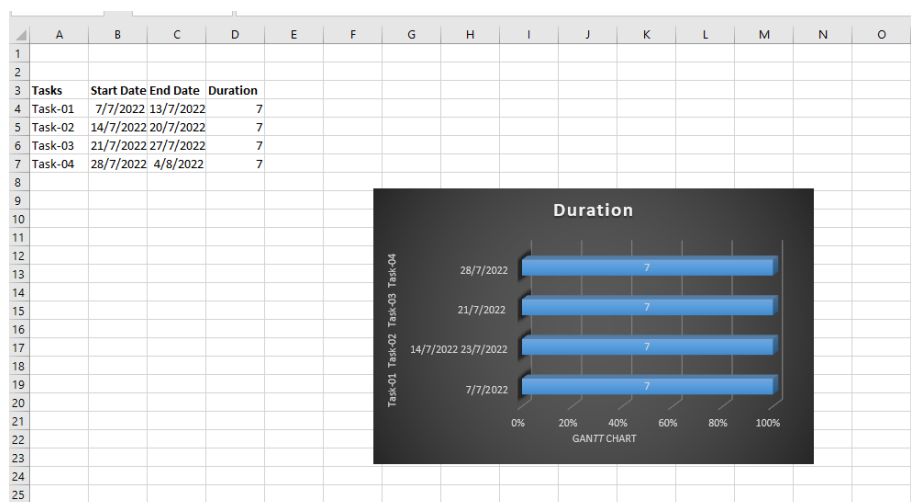 A B C D E F G H I J K L M N O
1
2
3 Tasks Start Date End Date Duration
4 Task-01 7/7/2022 13/7/2022 7
5 Task-02 14/7/2022 20/7/2022 7
6 Task-03 21/7/2022 27/7/2022 7
7 Task-04 28/7/2022 4/8/2022 7
8
9
10
11
12
13
14
15
16
17
18
19
20
21
22
23
24
25
Duration
Task-04 28/7/2022 7
Task-03 21/7/2022 7
Task-02 14/7/2022 23/7/2022 7
Task-01 7/7/2022 7
0% 20% 40% 60% 80% 100%
GANTT CHART